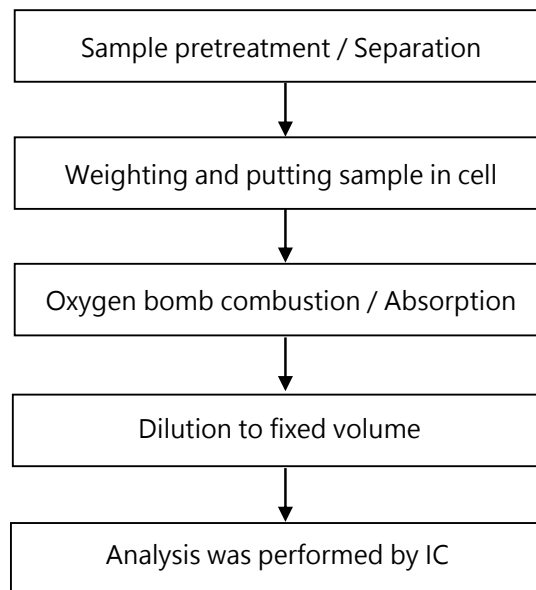 Sample pretreatment / Separation
Weighting and putting sample in cell
Oxygen bomb combustion / Absorption
Dilution to fixed volume
Analysis was performed by IC